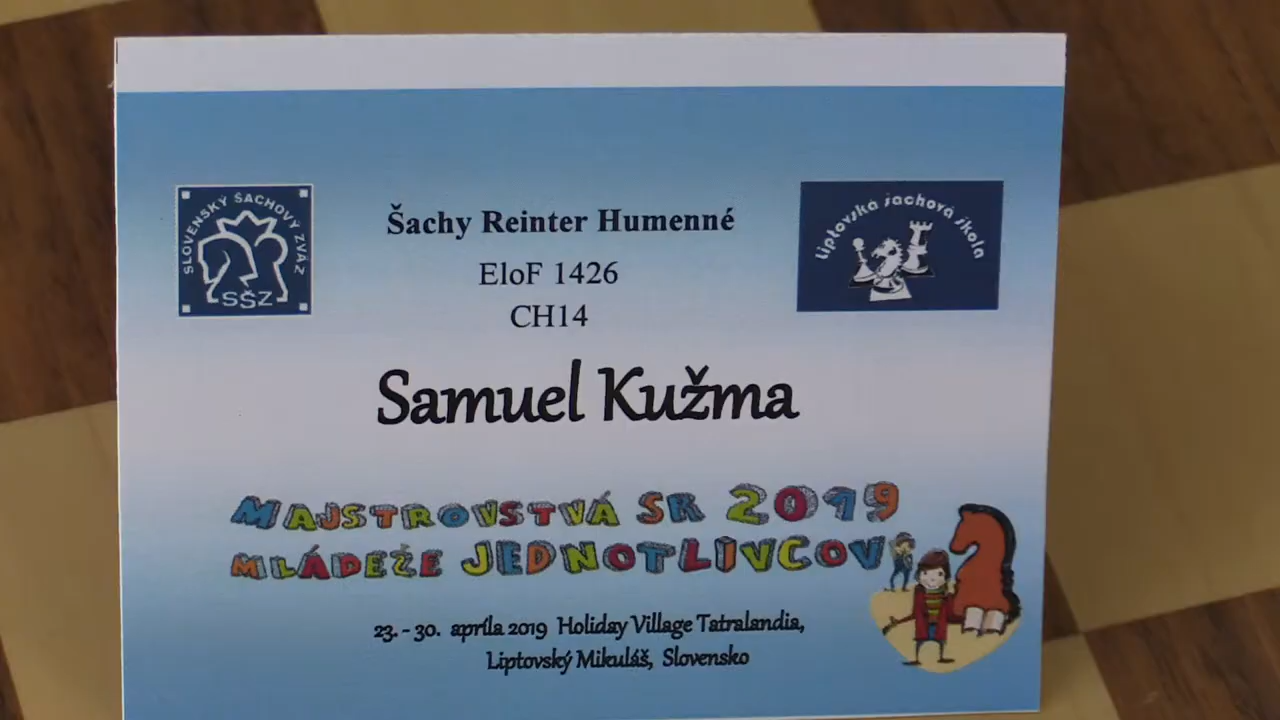 SLOVENSKÝ ŠACHOVÝ ZVÄZ
SŠZ
Liptovská šachová škola
Šachy Reinter Humenné
EloF 1426
CH14
Samuel Kužma
MAJSTROVSTVÁ SR 2019
MLÁDEŽE JEDNOTLIVCOV
23. - 30. apríla 2019 Holiday Village Tatralandia,
Liptovský Mikuláš, Slovensko